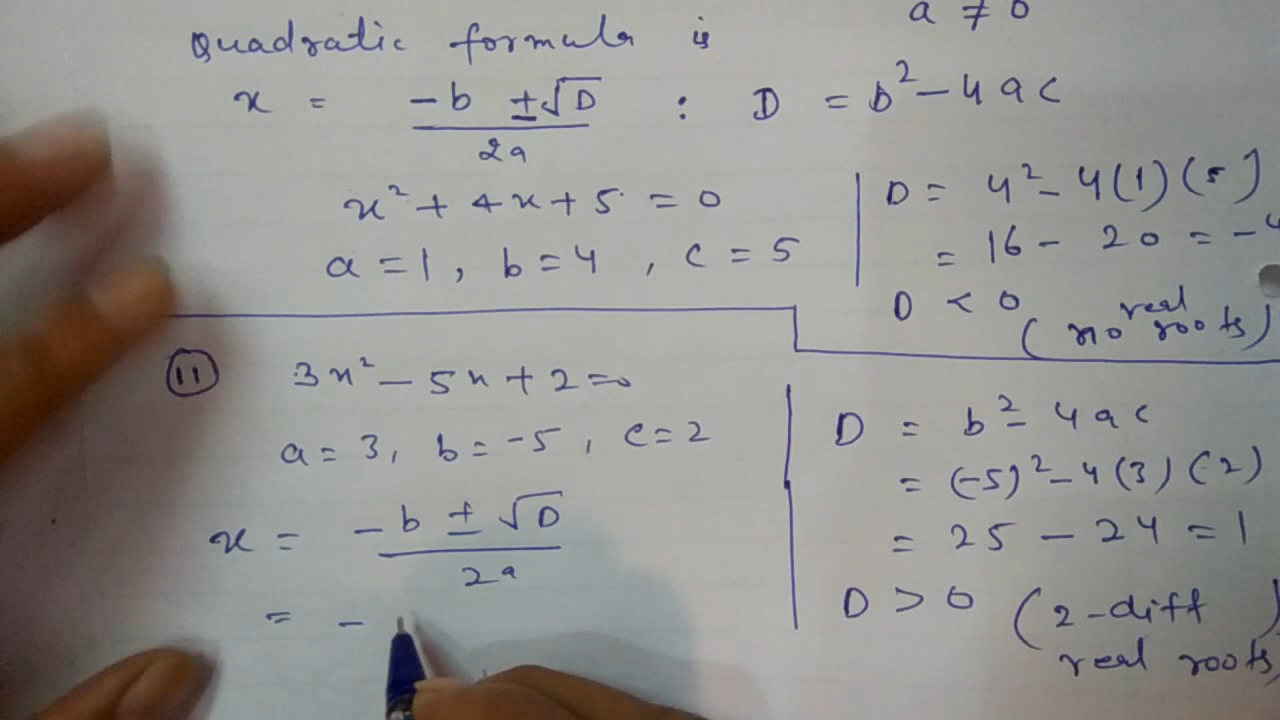 a ≠ 0
Quadratic formula is
x = -b ±√D / 2a : D = b² - 4ac
x² + 4x + 5 = 0
a = 1, b = 4, c = 5
D = 4² - 4(1)(5)
= 16 - 20 = -4
D < 0 (no real roots)
(11) 3x² - 5x + 2 = 0
a = 3, b = -5, c = 2
x = -b ± √D / 2a
= -
D = b² - 4ac
= (-5)² - 4(3)(-2)
= 25 - 24 = 1
D > 0 (2-diff
real roots)